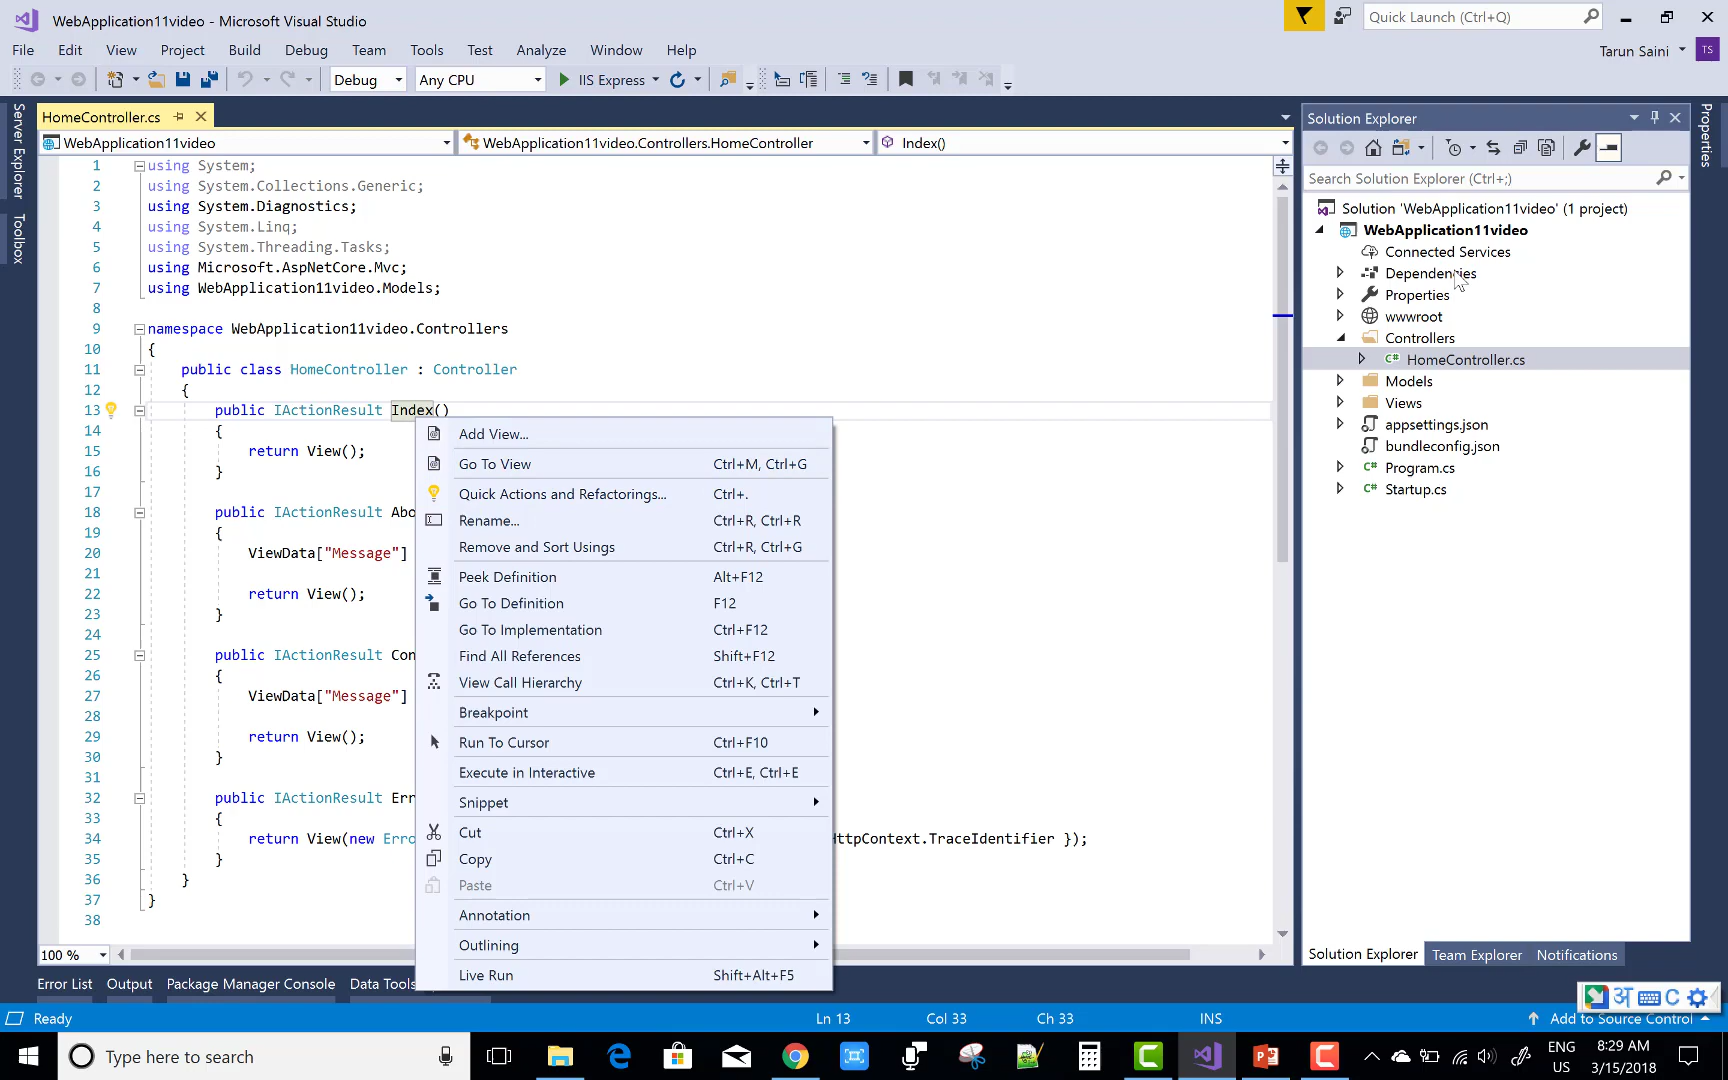 WebApplication11video - Microsoft Visual Studio
Quick Launch (Ctrl+Q)
File Edit View Project Build Debug Team Tools Test Analyze Window Help
Tarun Saini TS
Debug Any CPU IIS Express
Server Explorer
Toolbox
HomeController.cs
WebApplication11video WebApplication11video.Controllers.HomeController Index()
1 using System;
2 using System.Collections.Generic;
3 using System.Diagnostics;
4 using System.Linq;
5 using System.Threading.Tasks;
6 using Microsoft.AspNetCore.Mvc;
7 using WebApplication11video.Models;
8
9 namespace WebApplication11video.Controllers
10 {
11 public class HomeController : Controller
12 {
13 public IActionResult Index()
14 {
15 return View();
16 }
17
18 public IActionResult Abo
19 {
20 ViewData["Message"]
21
22 return View();
23 }
24
25 public IActionResult Con
26 {
27 ViewData["Message"]
28
29 return View();
30 }
31
32 public IActionResult Err
33 {
34 return View(new Erro HttpContext.TraceIdentifier });
35 }
36 }
37 }
38
Add View...
Go To View Ctrl+M, Ctrl+G
Quick Actions and Refactorings... Ctrl+.
Rename... Ctrl+R, Ctrl+R
Remove and Sort Usings Ctrl+R, Ctrl+G
Peek Definition Alt+F12
Go To Definition F12
Go To Implementation Ctrl+F12
Find All References Shift+F12
View Call Hierarchy Ctrl+K, Ctrl+T
Breakpoint
Run To Cursor Ctrl+F10
Execute in Interactive Ctrl+E, Ctrl+E
Snippet
Cut Ctrl+X
Copy Ctrl+C
Paste Ctrl+V
Annotation
Outlining
Live Run Shift+Alt+F5
100 %
Solution Explorer
Search Solution Explorer (Ctrl+;)
Solution 'WebApplication11video' (1 project)
WebApplication11video
Connected Services
Dependencies
Properties
wwwroot
Controllers
C# HomeController.cs
Models
Views
appsettings.json
bundleconfig.json
C# Program.cs
C# Startup.cs
Properties
Solution Explorer Team Explorer Notifications
Error List Output Package Manager Console Data Tools
अ C
Ready Ln 13 Col 33 Ch 33 INS Add to Source Control
Type here to search
ENG
US
8:29 AM
3/15/2018